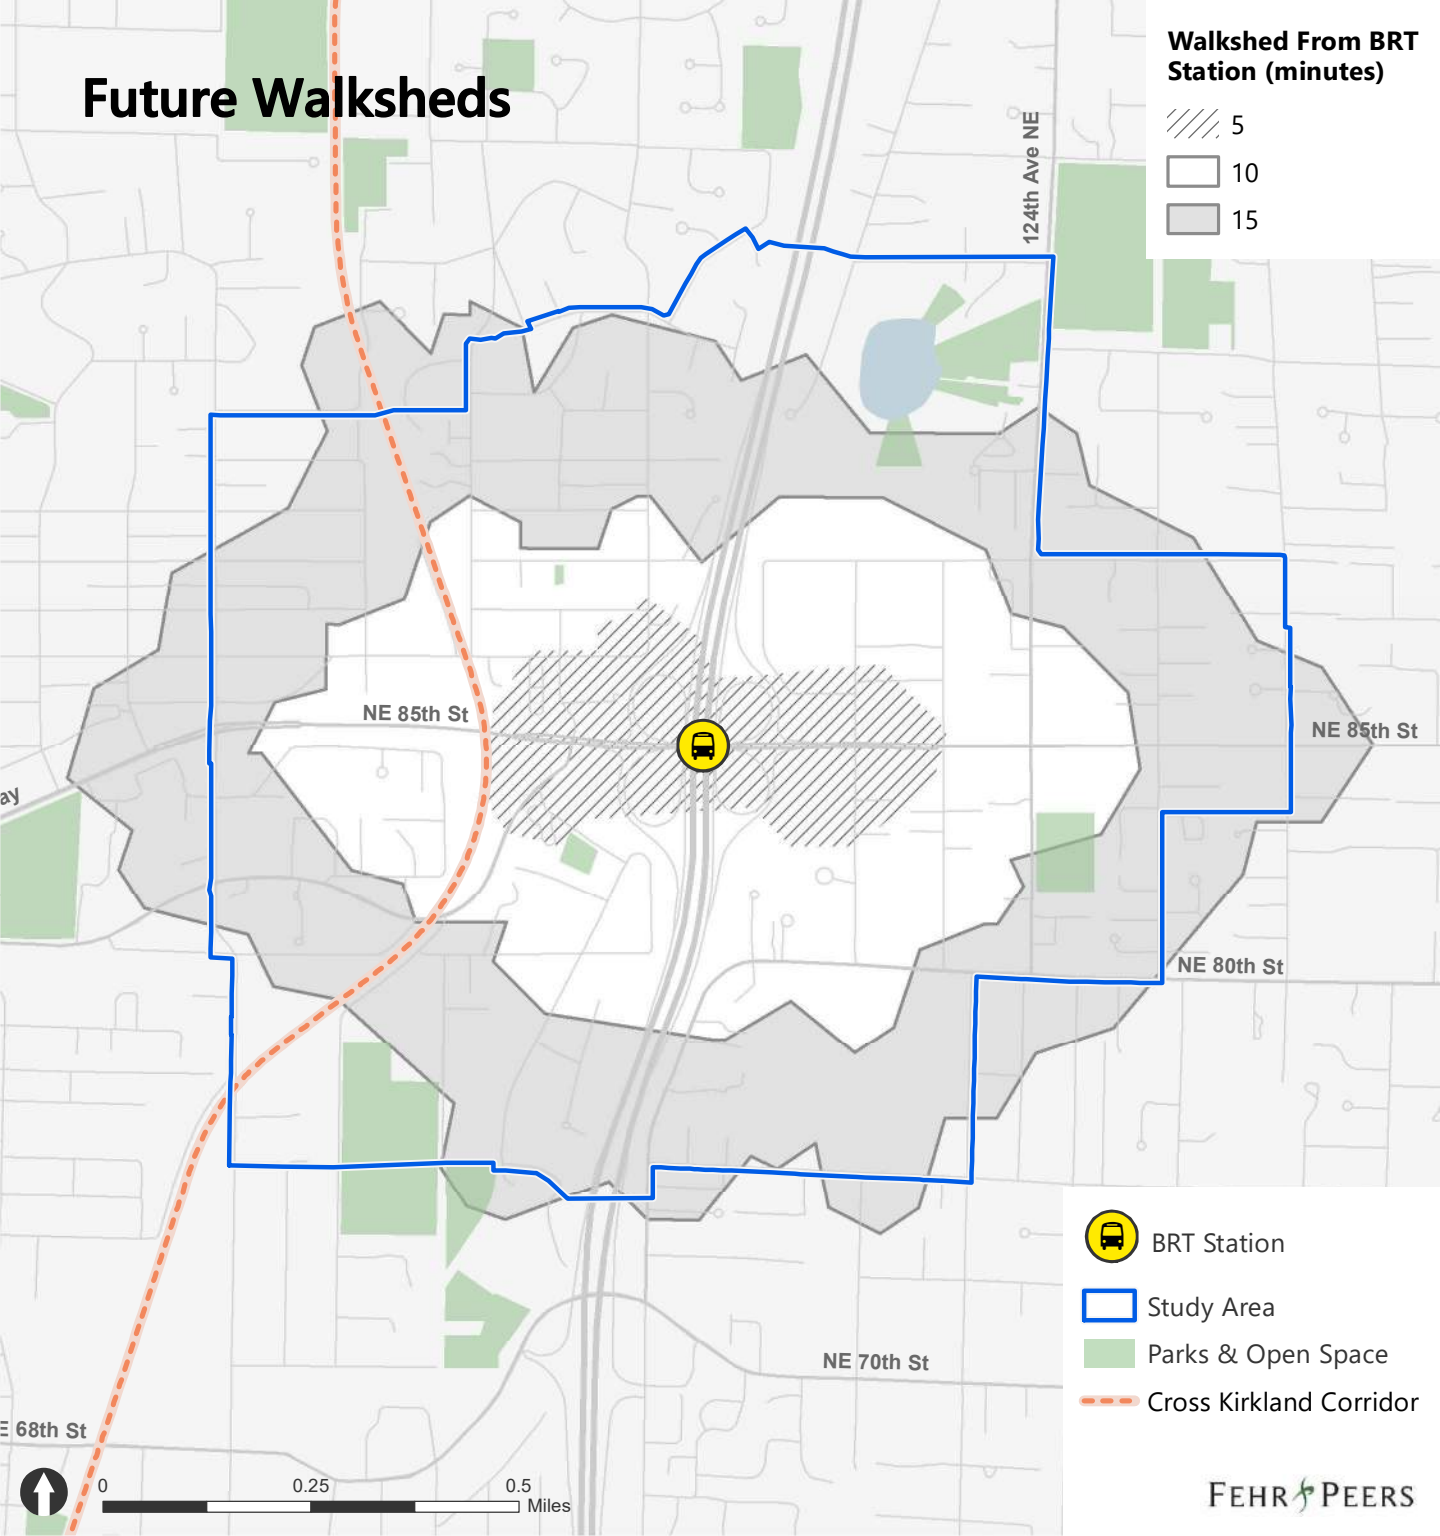 Future Walksheds
Walkshed From BRT
Station (minutes)
5
10
15
124th Ave NE
NE 85th St
NE 85th St
ay
NE 80th St
NE 70th St
E 68th St
BRT Station
Study Area
Parks & Open Space
Cross Kirkland Corridor
0 0.25 0.5
Miles
FEHR PEERS